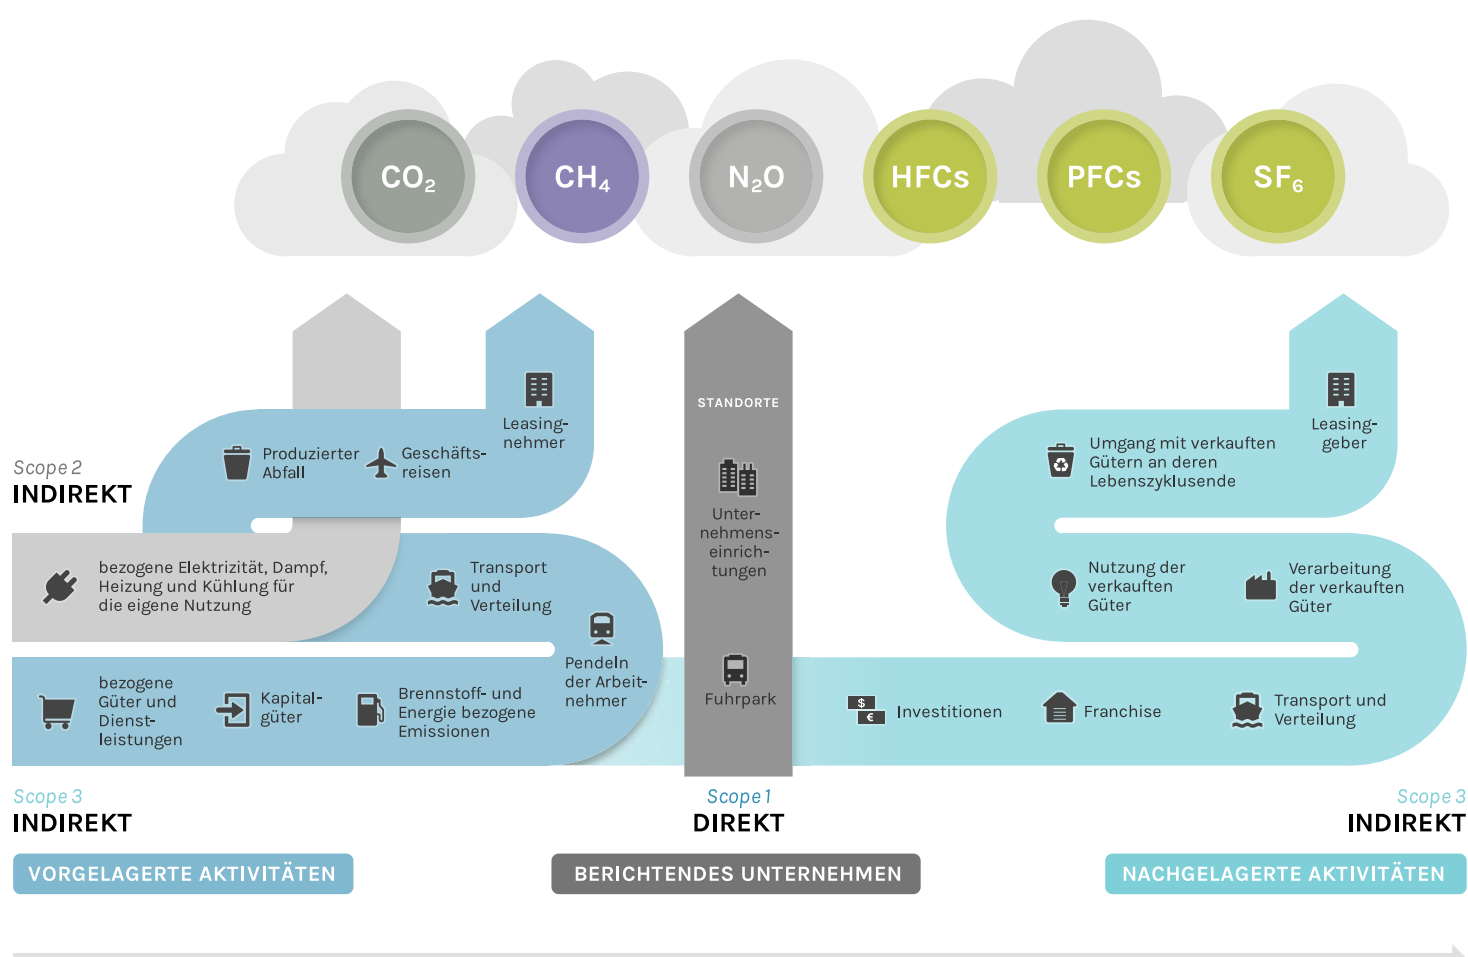 CO₂
CH₄
N₂O
HFCs
PFCs
SF₆
Scope 2
INDIREKT
Produzierter
Abfall
Geschäfts-
reisen
Leasing-
nehmer
bezogene Elektrizität, Dampf,
Heizung und Kühlung für
die eigene Nutzung
Transport
und
Verteilung
Pendeln
der Arbeit-
nehmer
bezogene
Güter und
Dienst-
leistungen
Kapital-
güter
Brennstoff- und
Energie bezogene
Emissionen
STANDORTE
Unter-
nehmens-
einrich-
tungen
Fuhrpark
Leasing-
geber
Umgang mit verkauften
Gütern an deren
Lebenszyklusende
Nutzung der
verkauften
Güter
Verarbeitung
der verkauften
Güter
$
€
Investitionen
Franchise
Transport und
Verteilung
Scope 3
INDIREKT
Scope 1
DIREKT
Scope 3
INDIREKT
VORGELAGERTE AKTIVITÄTEN
BERICHTENDES UNTERNEHMEN
NACHGELAGERTE AKTIVITÄTEN